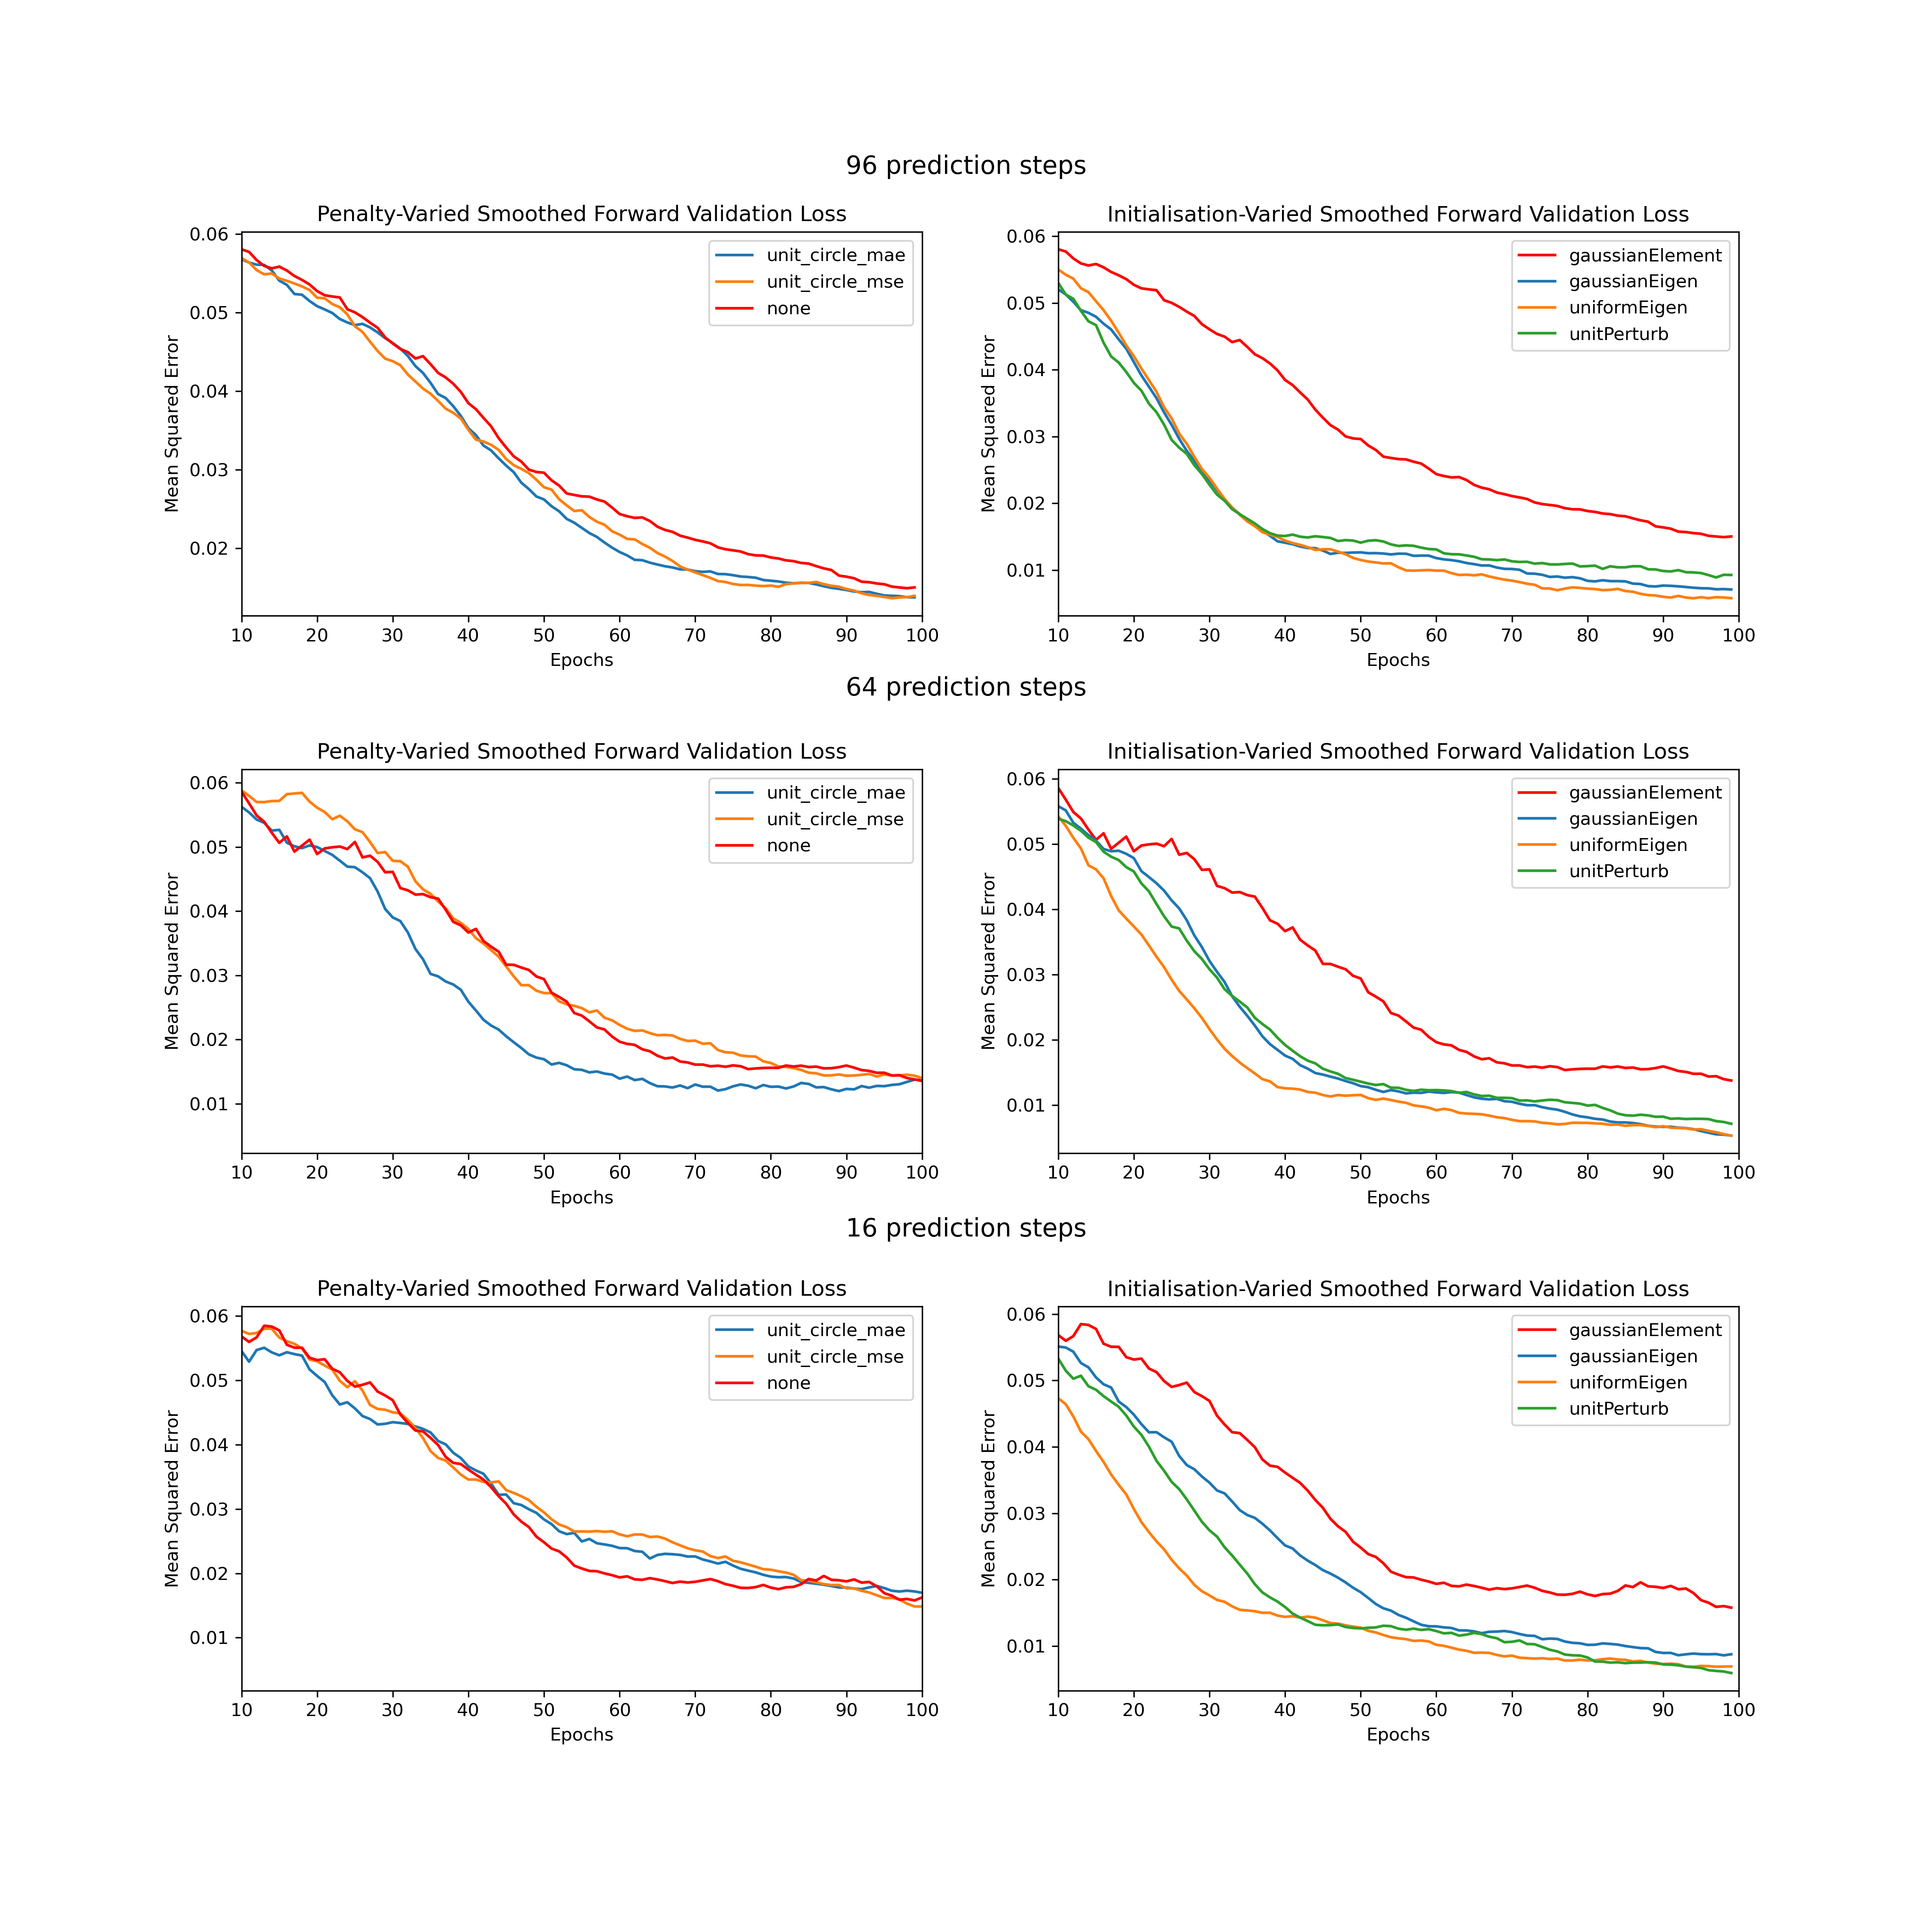 96 prediction steps
Penalty-Varied Smoothed Forward Validation Loss
Mean Squared Error
0.06
0.05
0.04
0.03
0.02
unit_circle_mae
unit_circle_mse
none
10 20 30 40 50 60 70 80 90 100
Epochs
Initialisation-Varied Smoothed Forward Validation Loss
Mean Squared Error
0.06
0.05
0.04
0.03
0.02
0.01
gaussianElement
gaussianEigen
uniformEigen
unitPerturb
10 20 30 40 50 60 70 80 90 100
Epochs
64 prediction steps
Penalty-Varied Smoothed Forward Validation Loss
Mean Squared Error
0.06
0.05
0.04
0.03
0.02
0.01
unit_circle_mae
unit_circle_mse
none
10 20 30 40 50 60 70 80 90 100
Epochs
Initialisation-Varied Smoothed Forward Validation Loss
Mean Squared Error
0.06
0.05
0.04
0.03
0.02
0.01
gaussianElement
gaussianEigen
uniformEigen
unitPerturb
10 20 30 40 50 60 70 80 90 100
Epochs
16 prediction steps
Penalty-Varied Smoothed Forward Validation Loss
Mean Squared Error
0.06
0.05
0.04
0.03
0.02
0.01
unit_circle_mae
unit_circle_mse
none
10 20 30 40 50 60 70 80 90 100
Epochs
Initialisation-Varied Smoothed Forward Validation Loss
Mean Squared Error
0.06
0.05
0.04
0.03
0.02
0.01
gaussianElement
gaussianEigen
uniformEigen
unitPerturb
10 20 30 40 50 60 70 80 90 100
Epochs